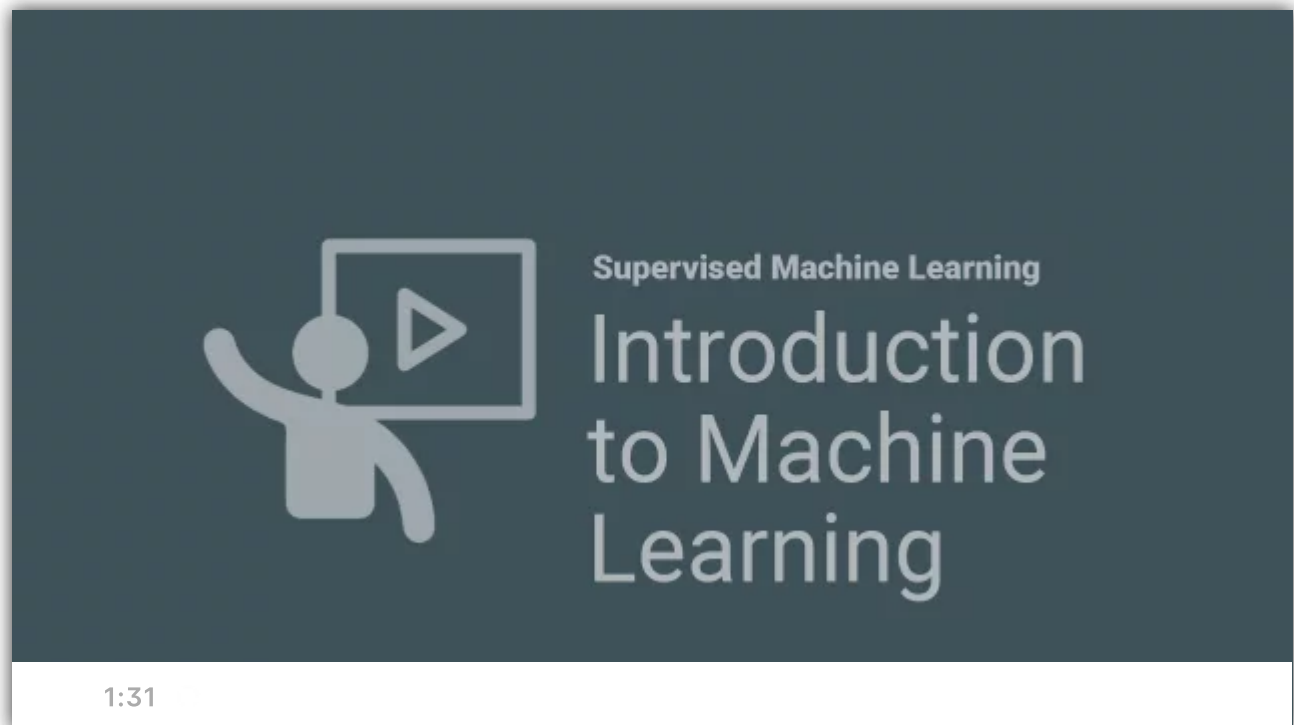 Supervised Machine Learning
Introduction
to Machine
Learning
1:31